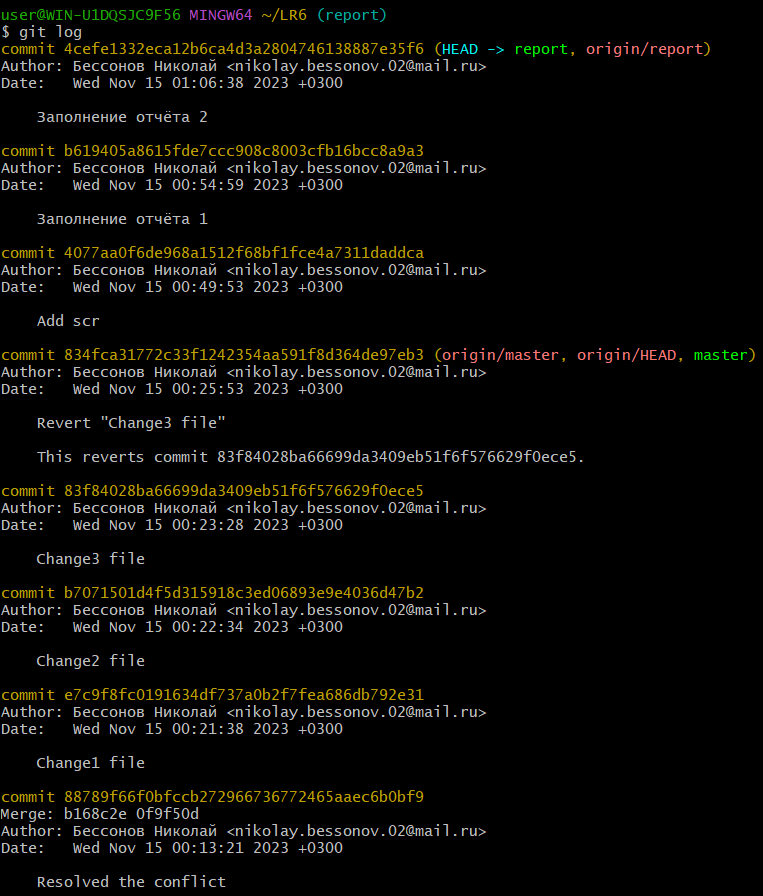 user@WIN-U1DQSJC9F56 MINGW64 ~/LR6 (report)
$ git log
commit 4cefe1332eca12b6ca4d3a2804746138887e35f6 (HEAD -> report, origin/report)
Author: Бессонов Николай <nikolay.bessonov.02@mail.ru>
Date:   Wed Nov 15 01:06:38 2023 +0300

    Заполнение отчёта 2

commit b619405a8615fde7ccc908c8003cfb16bcc8a9a3
Author: Бессонов Николай <nikolay.bessonov.02@mail.ru>
Date:   Wed Nov 15 00:54:59 2023 +0300

    Заполнение отчёта 1

commit 4077aa0f6de968a1512f68bf1fce4a7311daddca
Author: Бессонов Николай <nikolay.bessonov.02@mail.ru>
Date:   Wed Nov 15 00:49:53 2023 +0300

    Add scr

commit 834fca31772c33f1242354aa591f8d364de97eb3 (origin/master, origin/HEAD, master)
Author: Бессонов Николай <nikolay.bessonov.02@mail.ru>
Date:   Wed Nov 15 00:25:53 2023 +0300

    Revert "Change3 file"

    This reverts commit 83f84028ba66699da3409eb51f6f576629f0ece5.

commit 83f84028ba66699da3409eb51f6f576629f0ece5
Author: Бессонов Николай <nikolay.bessonov.02@mail.ru>
Date:   Wed Nov 15 00:23:28 2023 +0300

    Change3 file

commit b7071501d4f5d315918c3ed06893e9e4036d47b2
Author: Бессонов Николай <nikolay.bessonov.02@mail.ru>
Date:   Wed Nov 15 00:22:34 2023 +0300

    Change2 file

commit e7c9f8fc0191634df737a0b2f7fea686db792e31
Author: Бессонов Николай <nikolay.bessonov.02@mail.ru>
Date:   Wed Nov 15 00:21:38 2023 +0300

    Change1 file

commit 88789f66f0bfccb272966736772465aaec6b0bf9
Merge: b168c2e 0f9f50d
Author: Бессонов Николай <nikolay.bessonov.02@mail.ru>
Date:   Wed Nov 15 00:13:21 2023 +0300

    Resolved the conflict